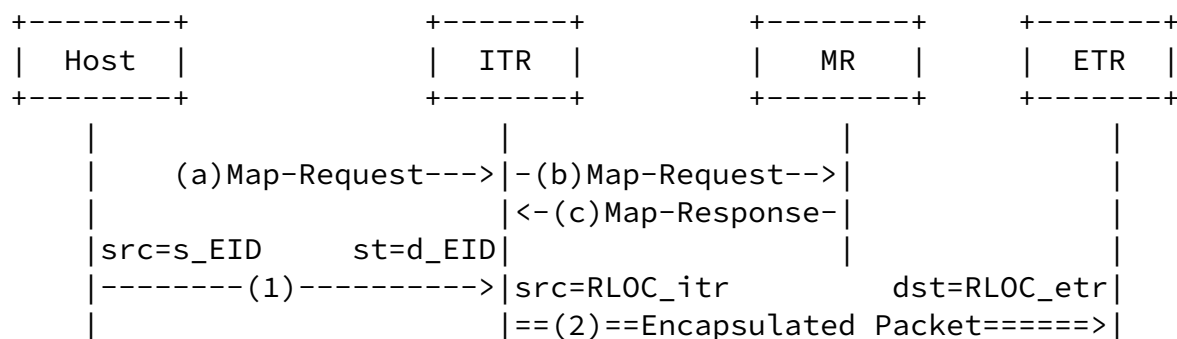 +--------+                +-------+           +--------+      +-------+
|  Host  |                |  ITR  |           |   MR   |      |  ETR  |
+--------+                +-------+           +--------+      +-------+
    |                         |                    |              |
    |     (a)Map-Request--->|-(b)Map-Request-->|              |
    |                         |<-(c)Map-Response-|              |
    |src=s_EID      st=d_EID|                    |              |
    |--------(1)---------->|src=RLOC_itr        dst=RLOC_etr|
    |                         |==(2)==Encapsulated Packet======>|